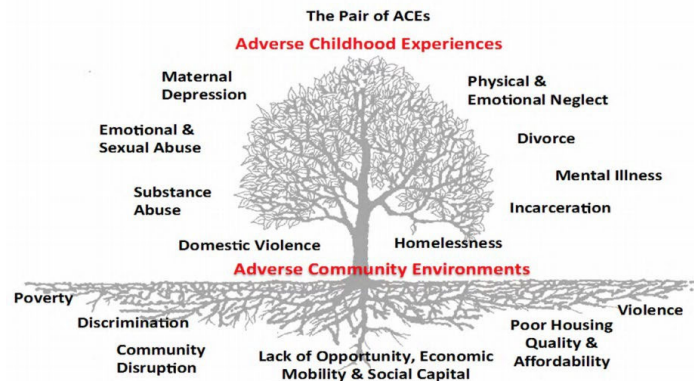 The Pair of ACEs
Adverse Childhood Experiences
Maternal
Depression
Physical &
Emotional Neglect
Emotional &
Sexual Abuse
Divorce
Mental Illness
Substance
Abuse
Incarceration
Domestic Violence
Homelessness
Adverse Community Environments
Poverty
Violence
Discrimination
Poor Housing
Quality &
Affordability
Community
Disruption
Lack of Opportunity, Economic
Mobility & Social Capital